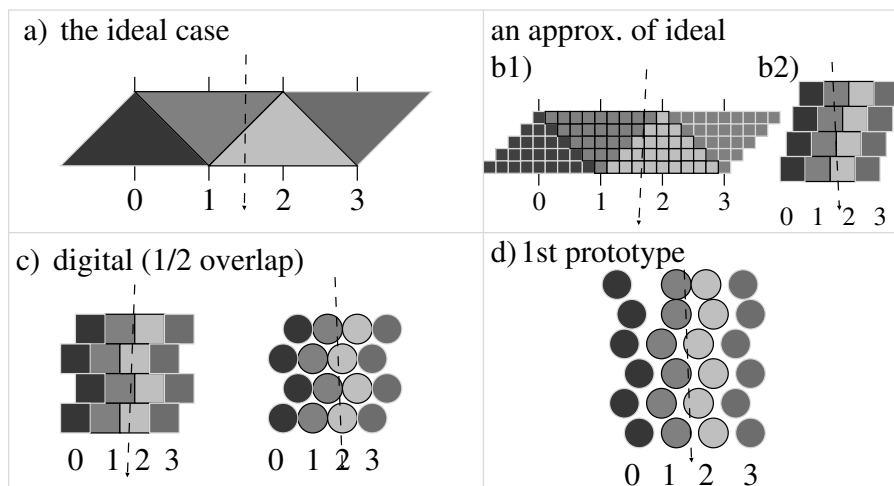 a) the ideal case
0 1 2 3
an approx. of ideal
b1)
0 1 2 3
b2)
0 1 2 3
c) digital (1/2 overlap)
0 1 2 3
0 1 2 3
d) 1st prototype
0 1 2 3